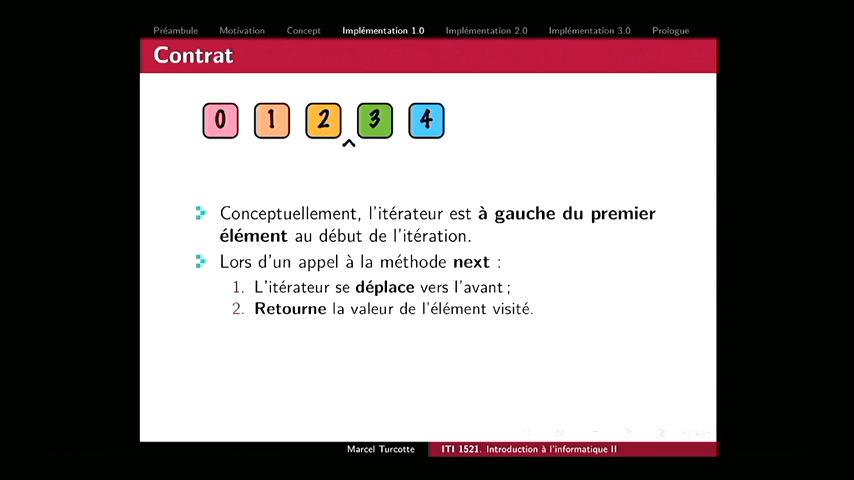 Préambule Motivation Concept Implémentation 1.0 Implémentation 2.0 Implémentation 3.0 Prologue
Contrat
0 1 2 3 4
Conceptuellement, l'itérateur est à gauche du premier
élément au début de l'itération.
Lors d'un appel à la méthode next :
1. L'itérateur se déplace vers l'avant ;
2. Retourne la valeur de l'élément visité.
Marcel Turcotte ITI 1521. Introduction à l'informatique II